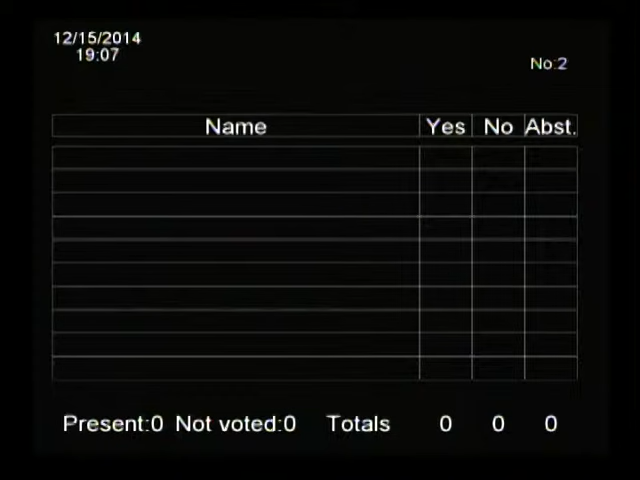 12/15/2014
19:07
No:2
Name Yes No Abst.
Present:0 Not voted:0 Totals 0 0 0